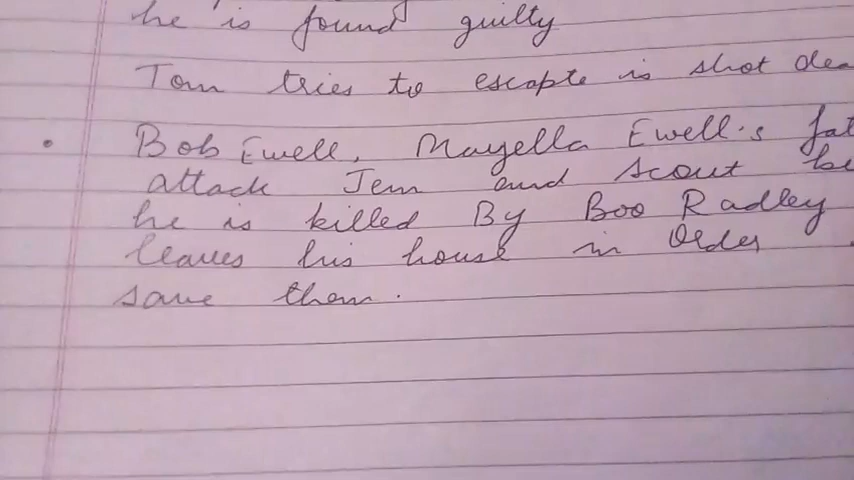 he is found guilty
Tom tries to escapte is shot dea
Bob Ewell, Mayella Ewell's fat
attack Jem and scout be
he is killed By Boo Radley
leaves his house in Order
save them.